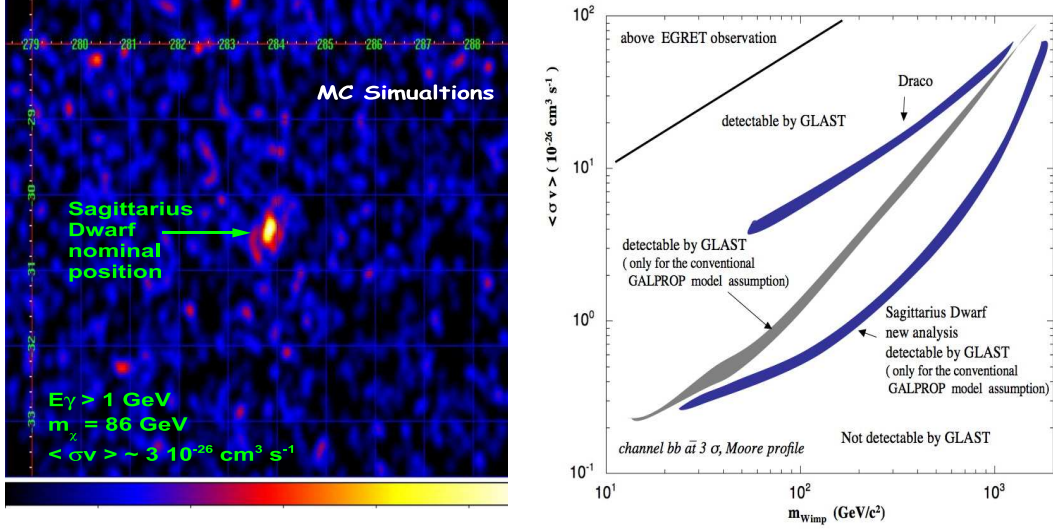 279 280 281 282 283 284 285 286 287 288
MC Simualtions
-29
-30
-31
-32
-33
Sagittarius
Dwarf
nominal
position
Eγ > 1 GeV
mχ = 86 GeV
< σv > ~ 3 10⁻²⁶ cm³ s⁻¹
10²
10¹
10⁰
10⁻¹
< σ v > ( 10⁻²⁶ cm³ s⁻¹ )
above EGRET observation
Draco
detectable by GLAST
detectable by GLAST
( only for the conventional
GALPROP model assumption)
Sagittarius Dwarf
new analysis
detectable by GLAST
( only for the conventional
GALPROP model assumption)
Not detectable by GLAST
channel bb̄ at 3 σ, Moore profile
10¹ 10² 10³
mWimp (GeV/c²)